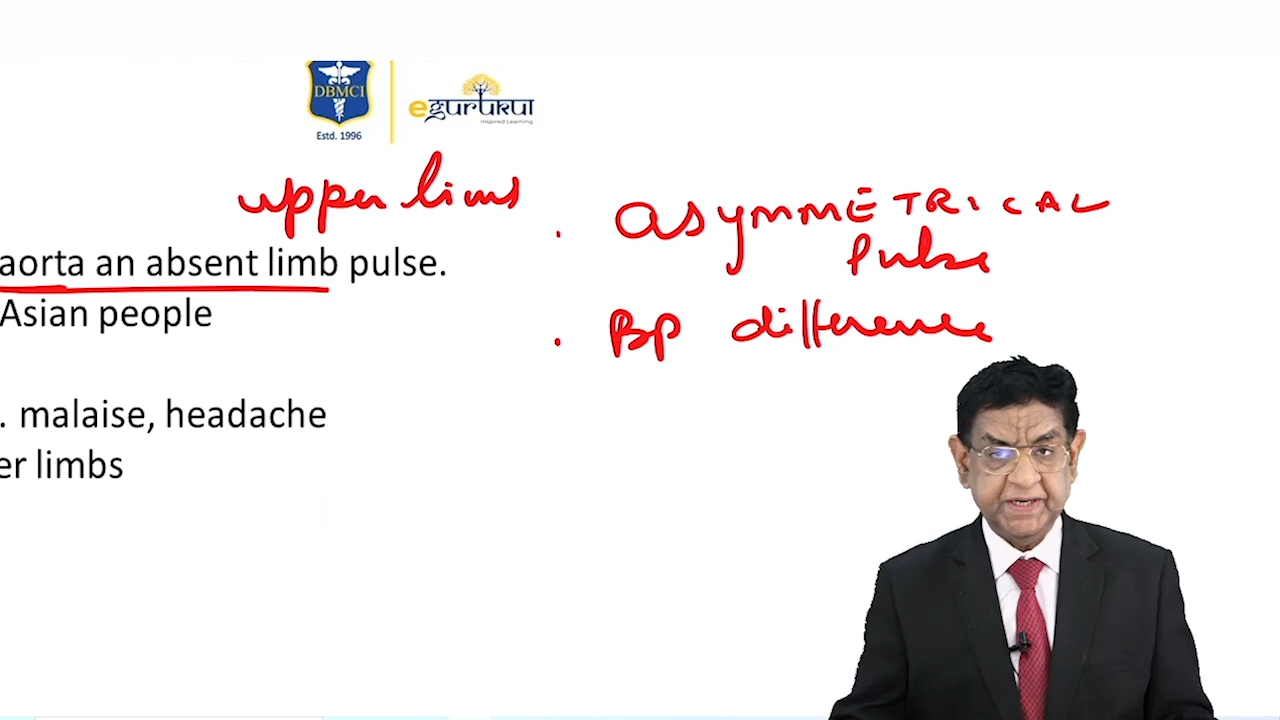 DBMCI
Estd. 1996
egurukul
Inspired Learning
upper limb
. ASYMMETRICAL
pulse
aorta an absent limb pulse.
Asian people
. BP difference
. malaise, headache
er limbs